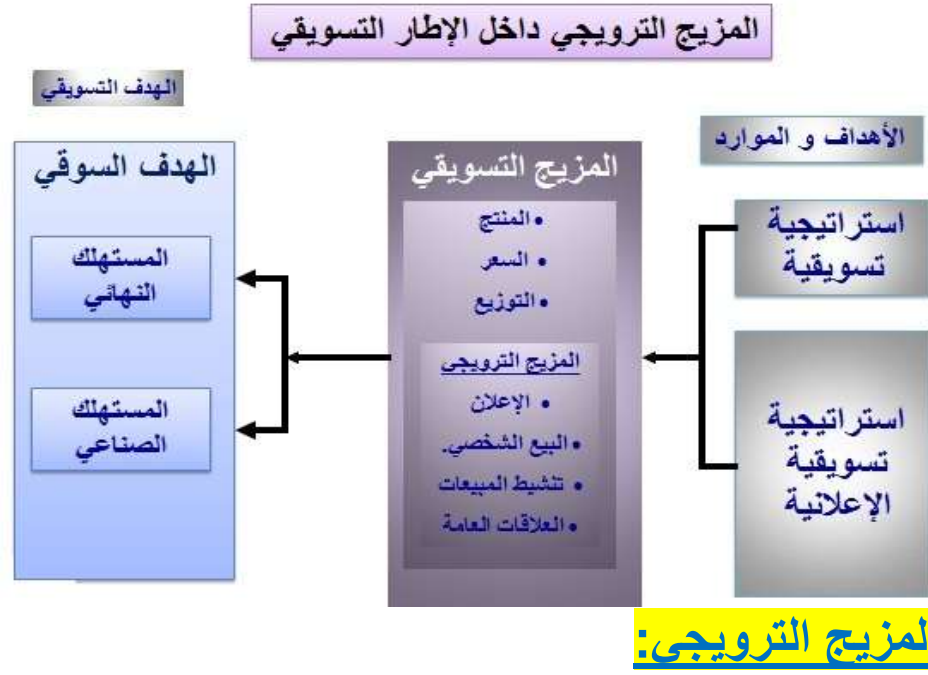 المزيج الترويجي داخل الإطار التسويقي
الأهداف و الموارد
استراتيجية
تسويقية
استراتيجية
تسويقية
الإعلانية
المزيج التسويقي
• المنتج
• السعر
• التوزيع
المزيج الترويجي
• الإعلان
• البيع الشخصي.
• تنشيط المبيعات
• العلاقات العامة
الهدف التسويقي
الهدف السوقي
المستهلك
النهائي
المستهلك
الصناعي
لمزيج الترويجي: